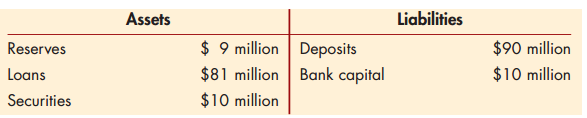 Assets Liabilities
Reserves $ 9 million Deposits $90 million
Loans $81 million Bank capital $10 million
Securities $10 million